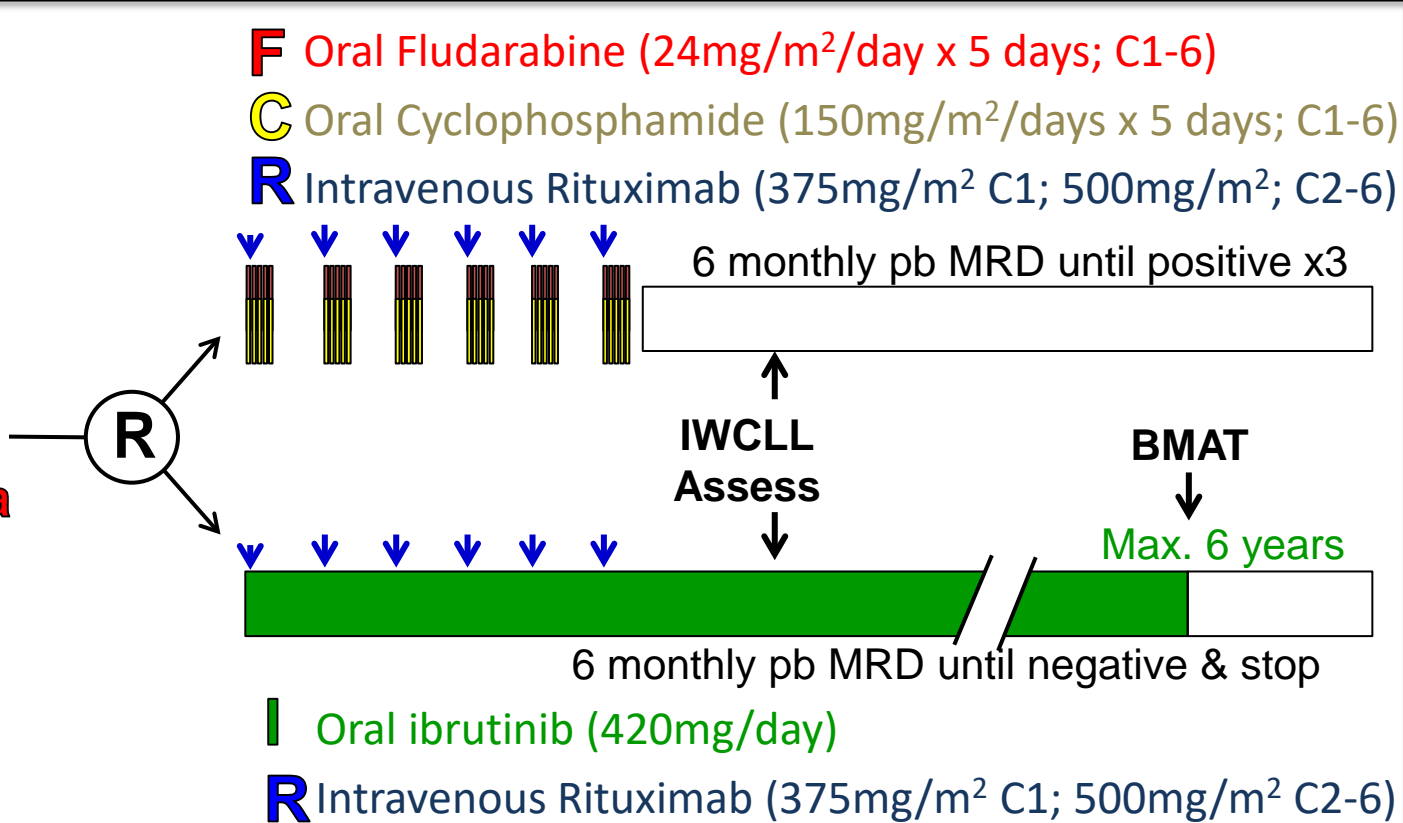 F Oral Fludarabine (24mg/m²/day x 5 days; C1-6)
C Oral Cyclophosphamide (150mg/m²/days x 5 days; C1-6)
R Intravenous Rituximab (375mg/m² C1; 500mg/m²; C2-6)
6 monthly pb MRD until positive x3
R
a
IWCLL
Assess
BMAT
Max. 6 years
6 monthly pb MRD until negative & stop
I Oral ibrutinib (420mg/day)
R Intravenous Rituximab (375mg/m² C1; 500mg/m² C2-6)